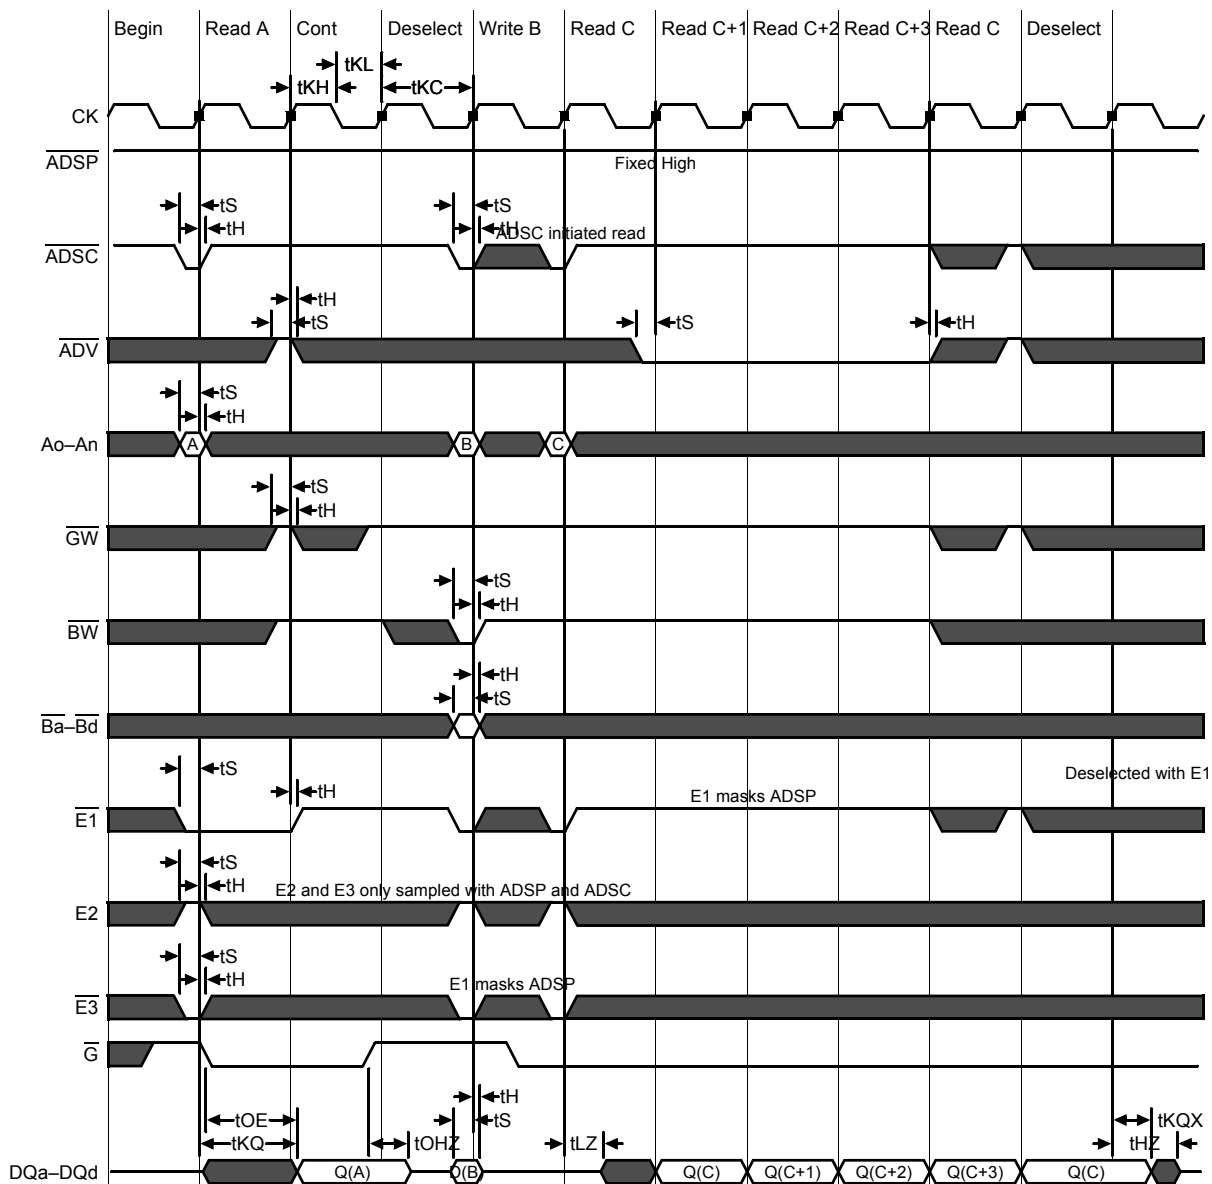 Begin Read A Cont Deselect Write B Read C Read C+1 Read C+2 Read C+3 Read C Deselect
tKL
tKH tKC
CK
ADSP Fixed High
tS tS
tH tH
ADSC initiated read
ADSC
tH
tS tS tH
ADV
tS
tH
Ao–An A B C
tS
tH
GW
tS
tH
BW
tH
tS
Ba–Bd
tS Deselected with E1
tH E1 masks ADSP
E1
tS
tH E2 and E3 only sampled with ADSP and ADSC
E2
tS
tH E1 masks ADSP
E3
G
tH
tOE tS tKQX
tKQ tOHZ tLZ tHZ
DQa–DQd Q(A) D(B) Q(C) Q(C+1) Q(C+2) Q(C+3) Q(C)